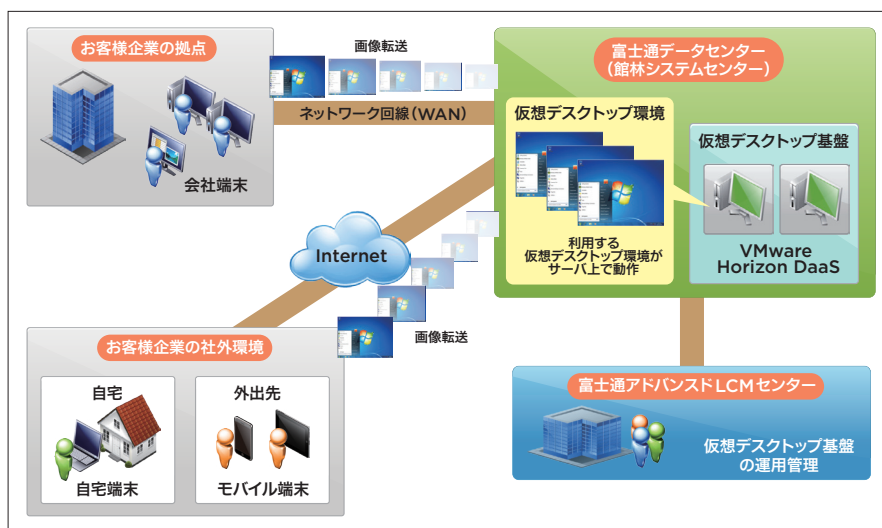 お客様企業の拠点
画像転送
ネットワーク回線（WAN）
会社端末
富士通データセンター
（館林システムセンター）
仮想デスクトップ環境
利用する
仮想デスクトップ環境が
サーバ上で動作
仮想デスクトップ基盤
VMware
Horizon DaaS
Internet
画像転送
お客様企業の社外環境
自宅
自宅端末
外出先
モバイル端末
富士通アドバンスドLCMセンター
仮想デスクトップ基盤
の運用管理